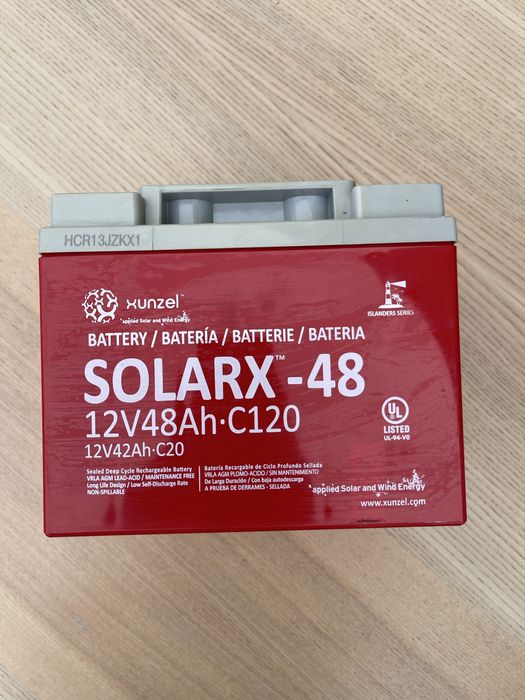 HCR13JZKX1
xunzel™
applied Solar and Wind Energy
ISLANDERS SERIES
BATTERY / BATERÍA / BATTERIE / BATERIA
SOLARX™-48
12V48Ah·C120
12V42Ah·C20
UL
LISTED
UL-94-V0
Sealed Deep Cycle Rechargeable Battery
VRLA AGM LEAD-ACID / MAINTENANCE FREE
Long Life Design / Low Self-Discharge Rate
NON-SPILLABLE
Batería Recargable de Ciclo Profundo Sellada
VRLA AGM PLOMO-ACIDO / SIN MANTENIMIENTO
De Larga Duración / Con baja autodescarga
A PRUEBA DE DERRAMES - SELLADA
applied Solar and Wind Energy
www.xunzel.com